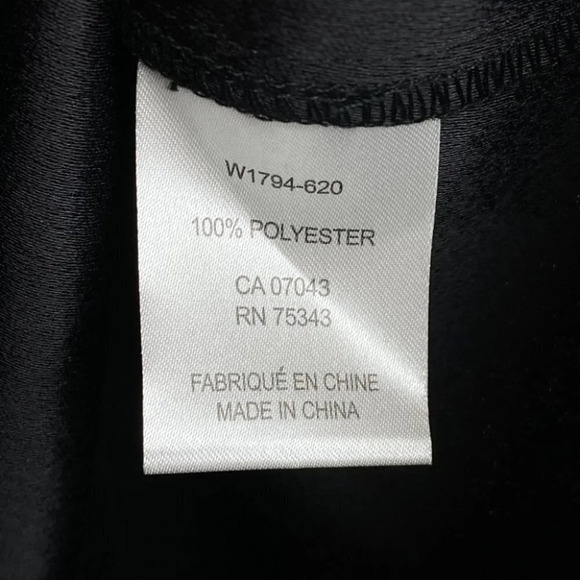 W1794-620
100% POLYESTER
CA 07043
RN 75343
FABRIQUÉ EN CHINE
MADE IN CHINA